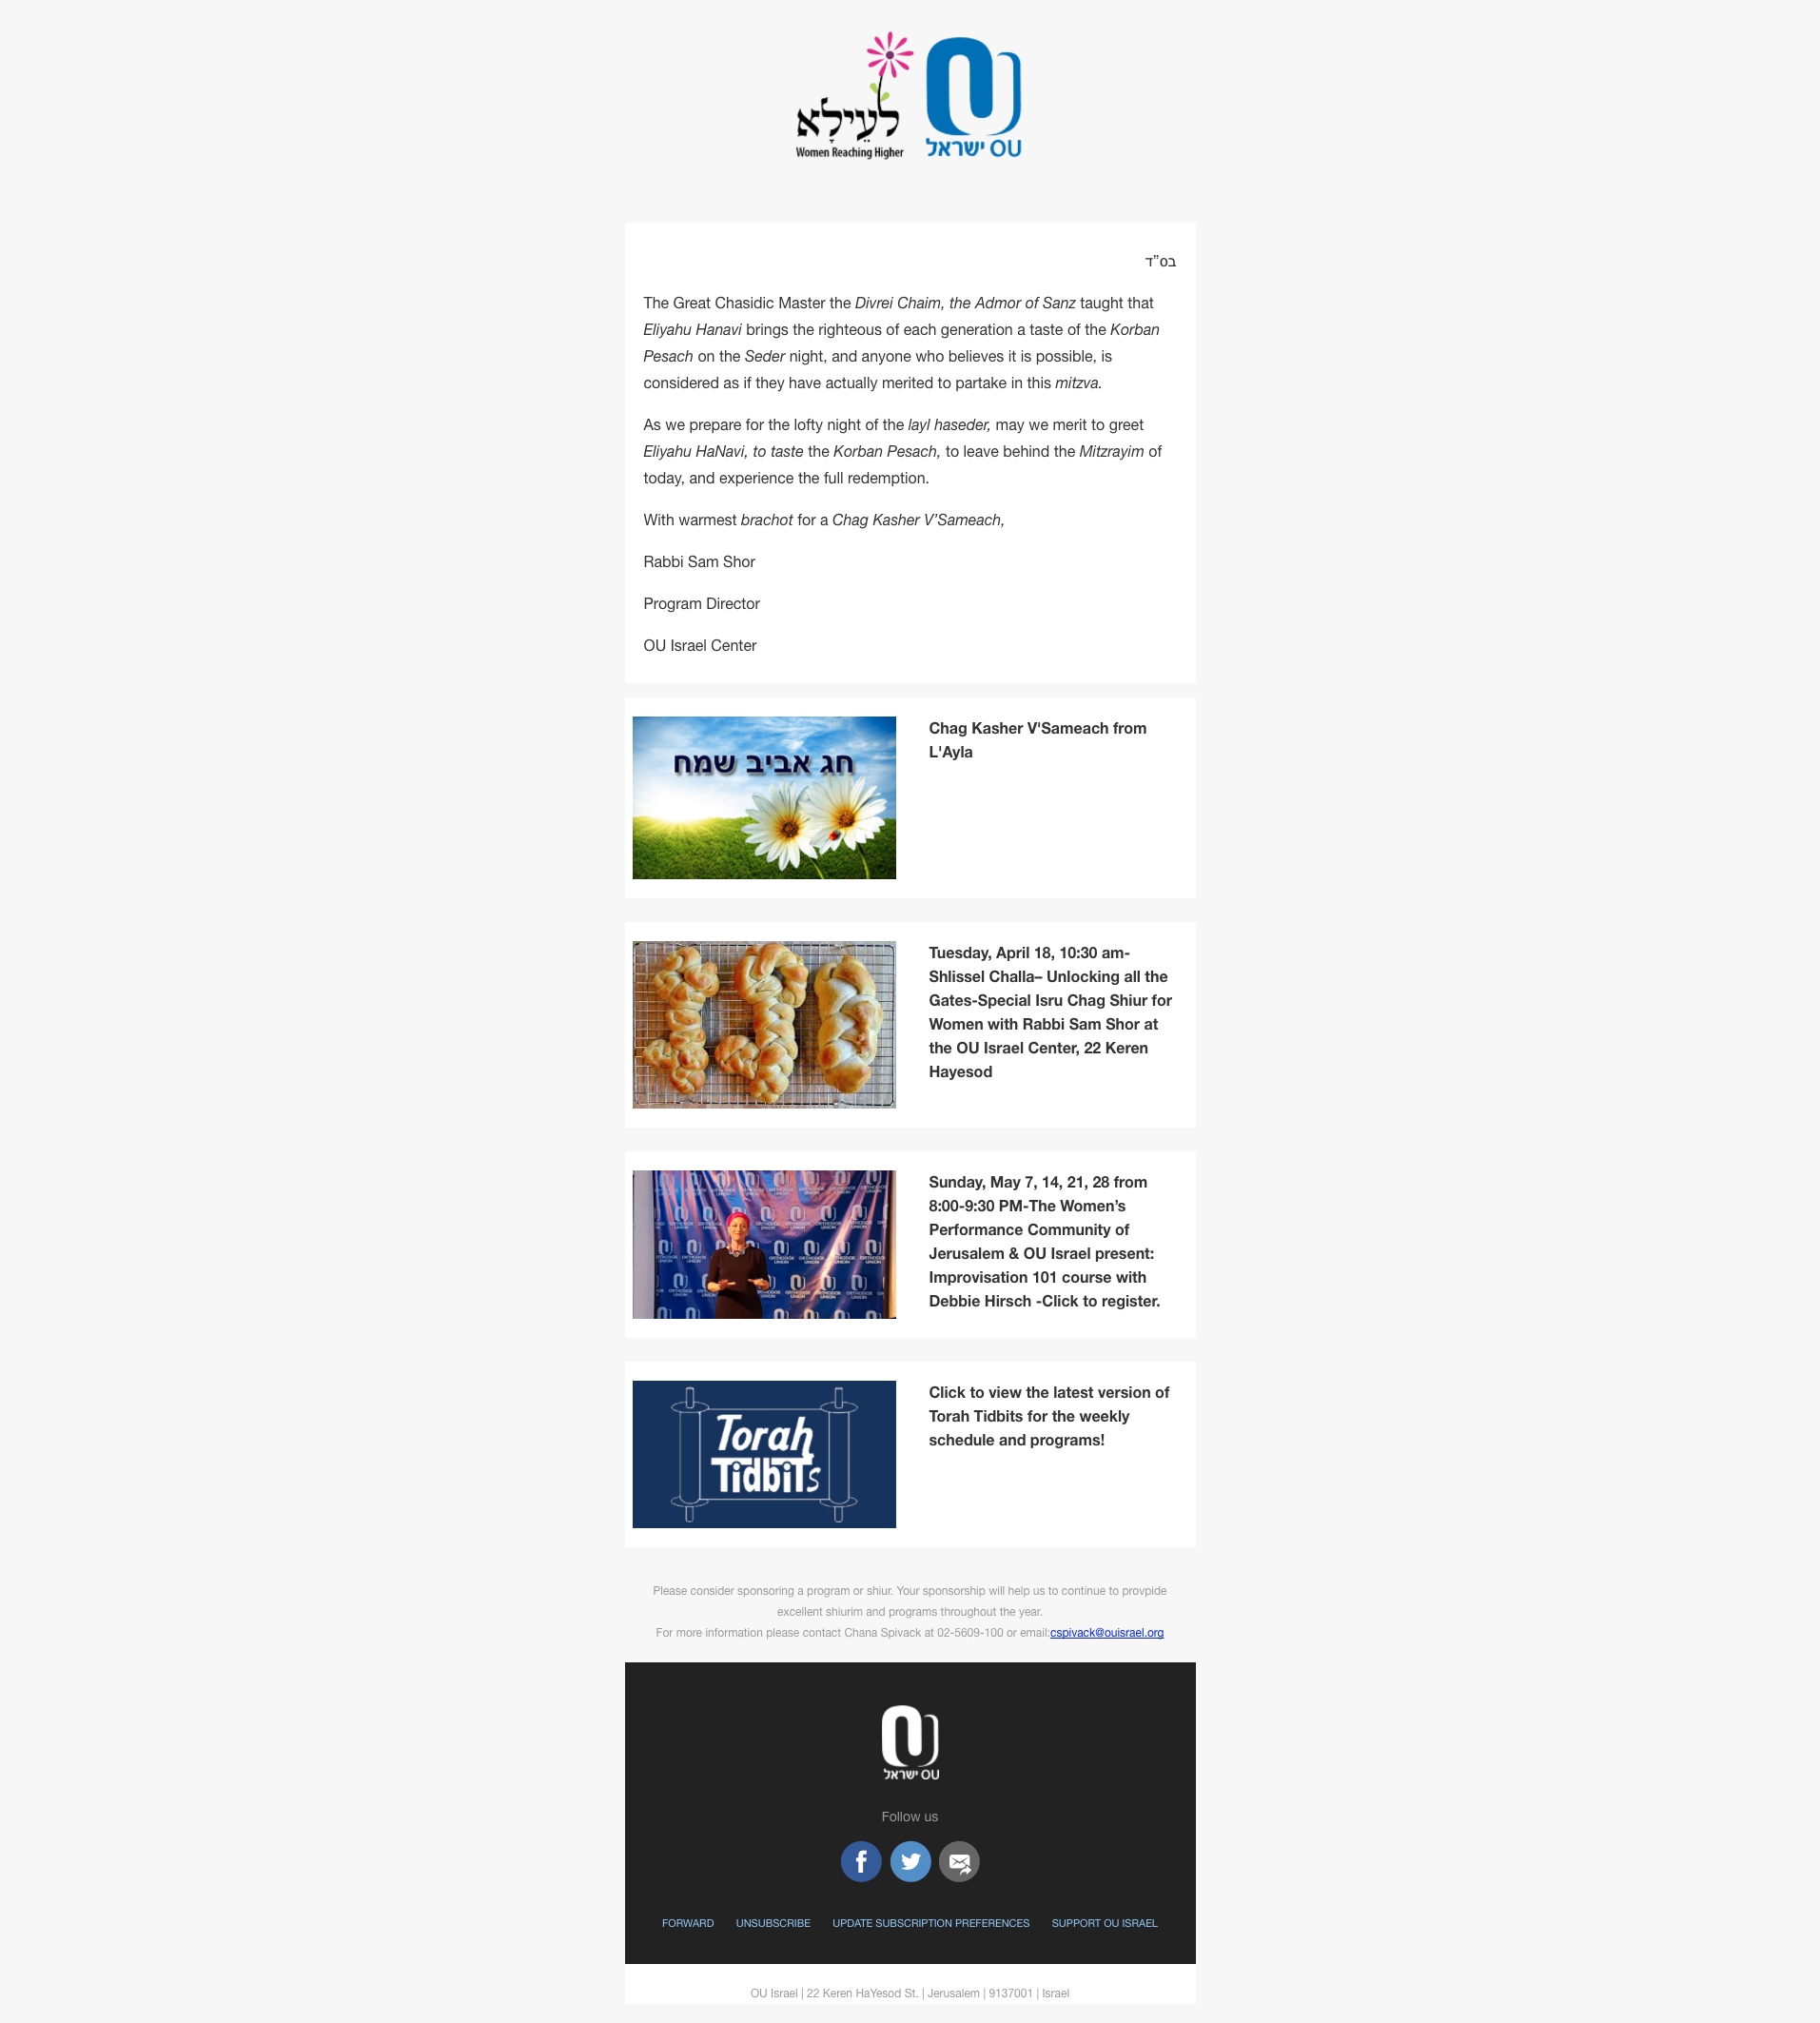 לְעֵילָא
Women Reaching Higher
OU ישראל
בס”ד
The Great Chasidic Master the Divrei Chaim, the Admor of Sanz taught that
Eliyahu Hanavi brings the righteous of each generation a taste of the Korban
Pesach on the Seder night, and anyone who believes it is possible, is
considered as if they have actually merited to partake in this mitzva.
As we prepare for the lofty night of the layl haseder, may we merit to greet
Eliyahu HaNavi, to taste the Korban Pesach, to leave behind the Mitzrayim of
today, and experience the full redemption.
With warmest brachot for a Chag Kasher V’Sameach,
Rabbi Sam Shor
Program Director
OU Israel Center
חג אביב שמח
Chag Kasher V'Sameach from
L'Ayla
Tuesday, April 18, 10:30 am-
Shlissel Challa– Unlocking all the
Gates-Special Isru Chag Shiur for
Women with Rabbi Sam Shor at
the OU Israel Center, 22 Keren
Hayesod
ORTHODOX
UNION
Sunday, May 7, 14, 21, 28 from
8:00-9:30 PM-The Women’s
Performance Community of
Jerusalem & OU Israel present:
Improvisation 101 course with
Debbie Hirsch -Click to register.
Torah
Tidbits
Click to view the latest version of
Torah Tidbits for the weekly
schedule and programs!
Please consider sponsoring a program or shiur. Your sponsorship will help us to continue to provpide
excellent shiurim and programs throughout the year.
For more information please contact Chana Spivack at 02-5609-100 or email:cspivack@ouisrael.org
OU ישראל
Follow us
FORWARD UNSUBSCRIBE UPDATE SUBSCRIPTION PREFERENCES SUPPORT OU ISRAEL
OU Israel | 22 Keren HaYesod St. | Jerusalem | 9137001 | Israel